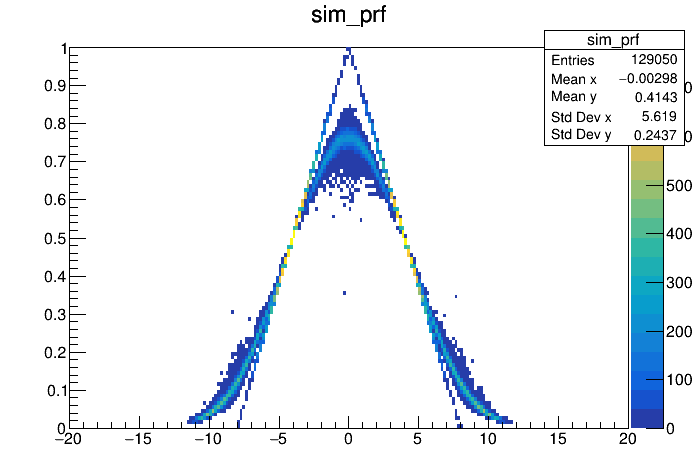 sim_prf
sim_prf
Entries 129050
Mean x −0.00298
Mean y 0.4143
Std Dev x 5.619
Std Dev y 0.2437
1
0.9
0.8
0.7
0.6
0.5
0.4
0.3
0.2
0.1
0
−20 −15 −10 −5 0 5 10 15 20
0
0
500
400
300
200
100
0